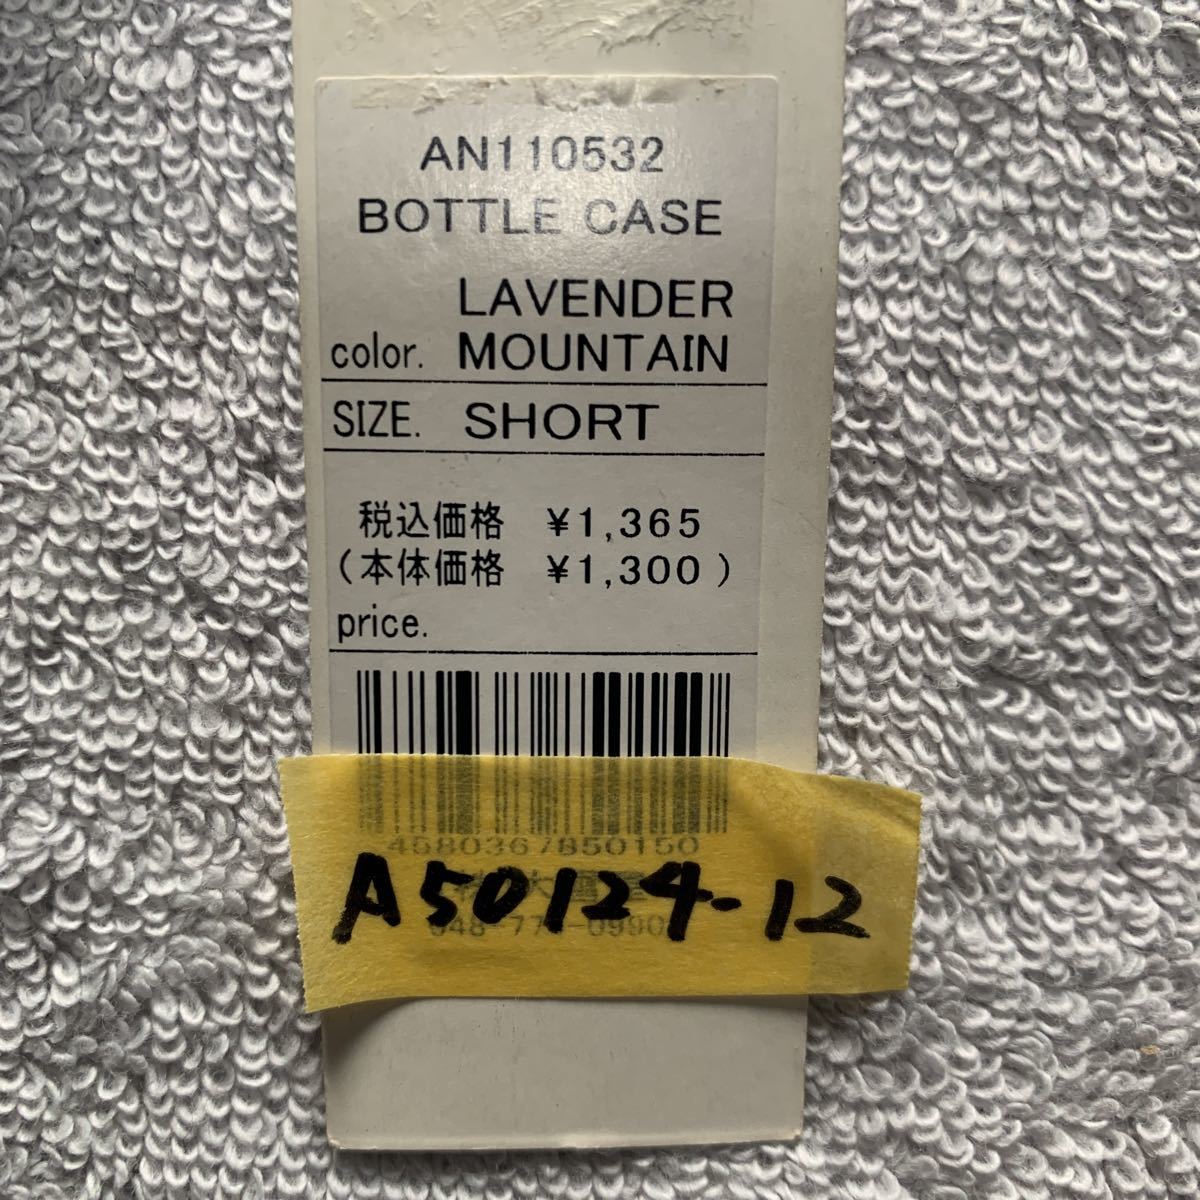 AN110532
BOTTLE CASE
LAVENDER
color. MOUNTAIN
SIZE. SHORT
税込価格 ¥1,365
(本体価格 ¥1,300)
price.
4580367850150
A50124-12